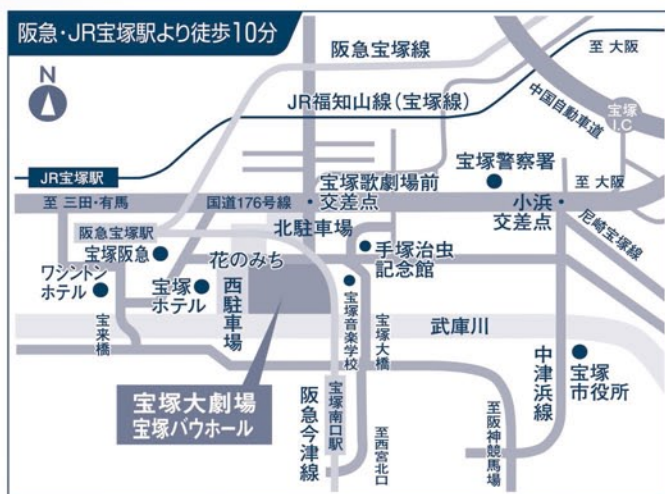 阪急・JR宝塚駅より徒歩10分
N
阪急宝塚線
至 大阪
JR福知山線(宝塚線)
中国自動車道
宝塚
I.C
JR宝塚駅
宝塚歌劇場前
交差点
宝塚警察署
至 大阪
至 三田・有馬
国道176号線
小浜
交差点
尼崎宝塚線
阪急宝塚駅
北駐車場
宝塚阪急
花のみち
手塚治虫
記念館
ワシントン
ホテル
宝塚
ホテル
西駐車場
宝塚音楽学校
宝塚大橋
武庫川
宝来橋
中津浜線
宝塚
市役所
宝塚大劇場
宝塚バウホール
阪急今津線
宝塚南口駅
至西宮北口
至阪神競馬場